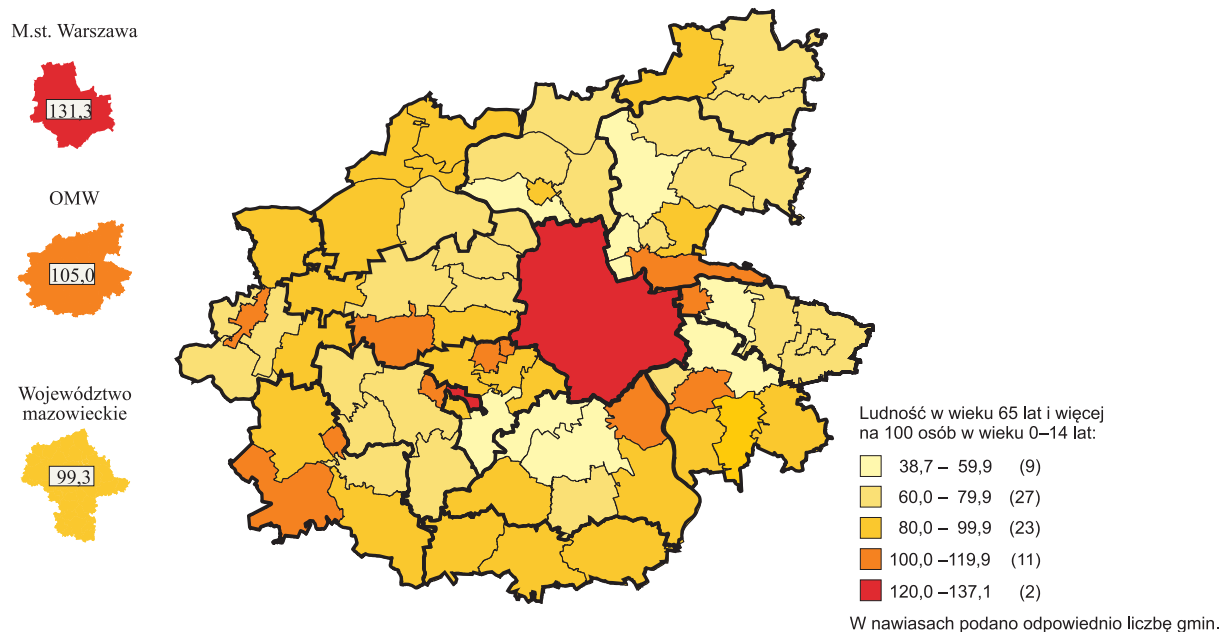 M.st. Warszawa
131,3
OMW
105,0
Województwo
mazowieckie
99,3
Ludność w wieku 65 lat i więcej
na 100 osób w wieku 0–14 lat:
38,7 – 59,9 (9)
60,0 – 79,9 (27)
80,0 – 99,9 (23)
100,0 –119,9 (11)
120,0 –137,1 (2)
W nawiasach podano odpowiednio liczbę gmin.